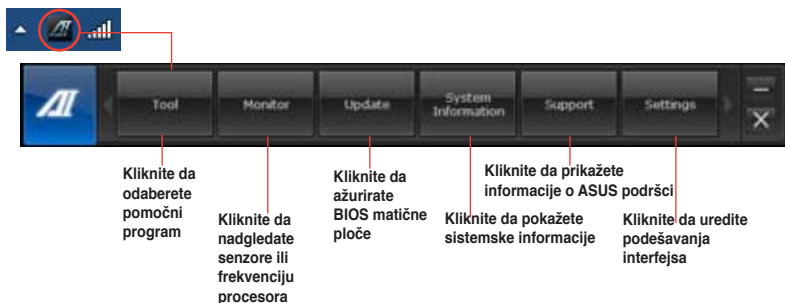 Tool
Monitor
Update
System
Information
Support
Settings
Kliknite da
odaberete
pomoćni
program
Kliknite da
nadgledate
senzore ili
frekvenciju
procesora
Kliknite da
ažurirate
BIOS matične
ploče
Kliknite da pokažete
sistemske informacije
Kliknite da prikažete
informacije o ASUS podršci
Kliknite da uredite
podešavanja
interfejsa